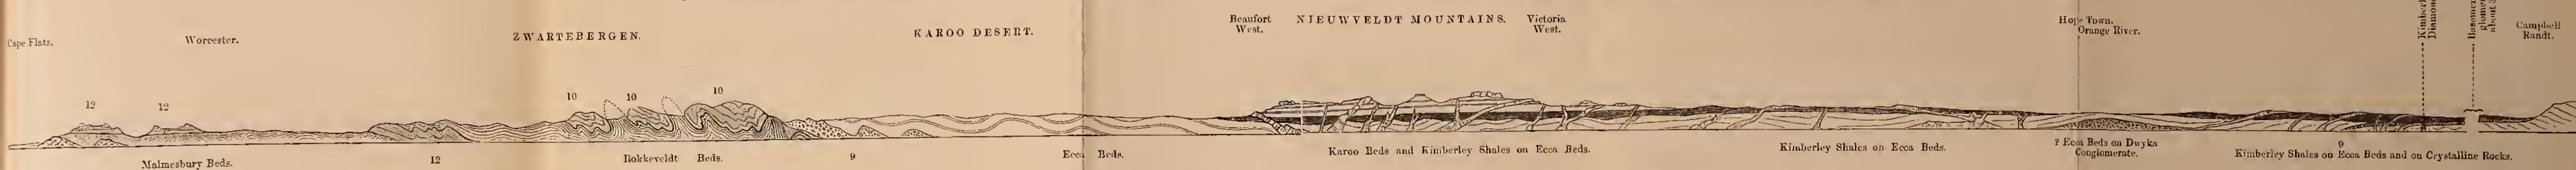 Cape Flats.
Worcester.
ZWARTEBERGEN.
KAROO DESERT.
Beaufort
West.
NIEUWVELDT MOUNTAINS.
Victoria
West.
Hope Town.
Orange River.
Campbell
Randt.
12
12
10
10
10
Malmesbury Beds.
12
Bokkeveldt Beds.
9
Ecca Beds.
Karoo Beds and Kimberley Shales on Ecca Beds.
Kimberley Shales on Ecca Beds.
? Ecca Beds on Dwyka
Conglomerate.
9
Kimberley Shales on Ecca Beds and on Crystalline Rocks.